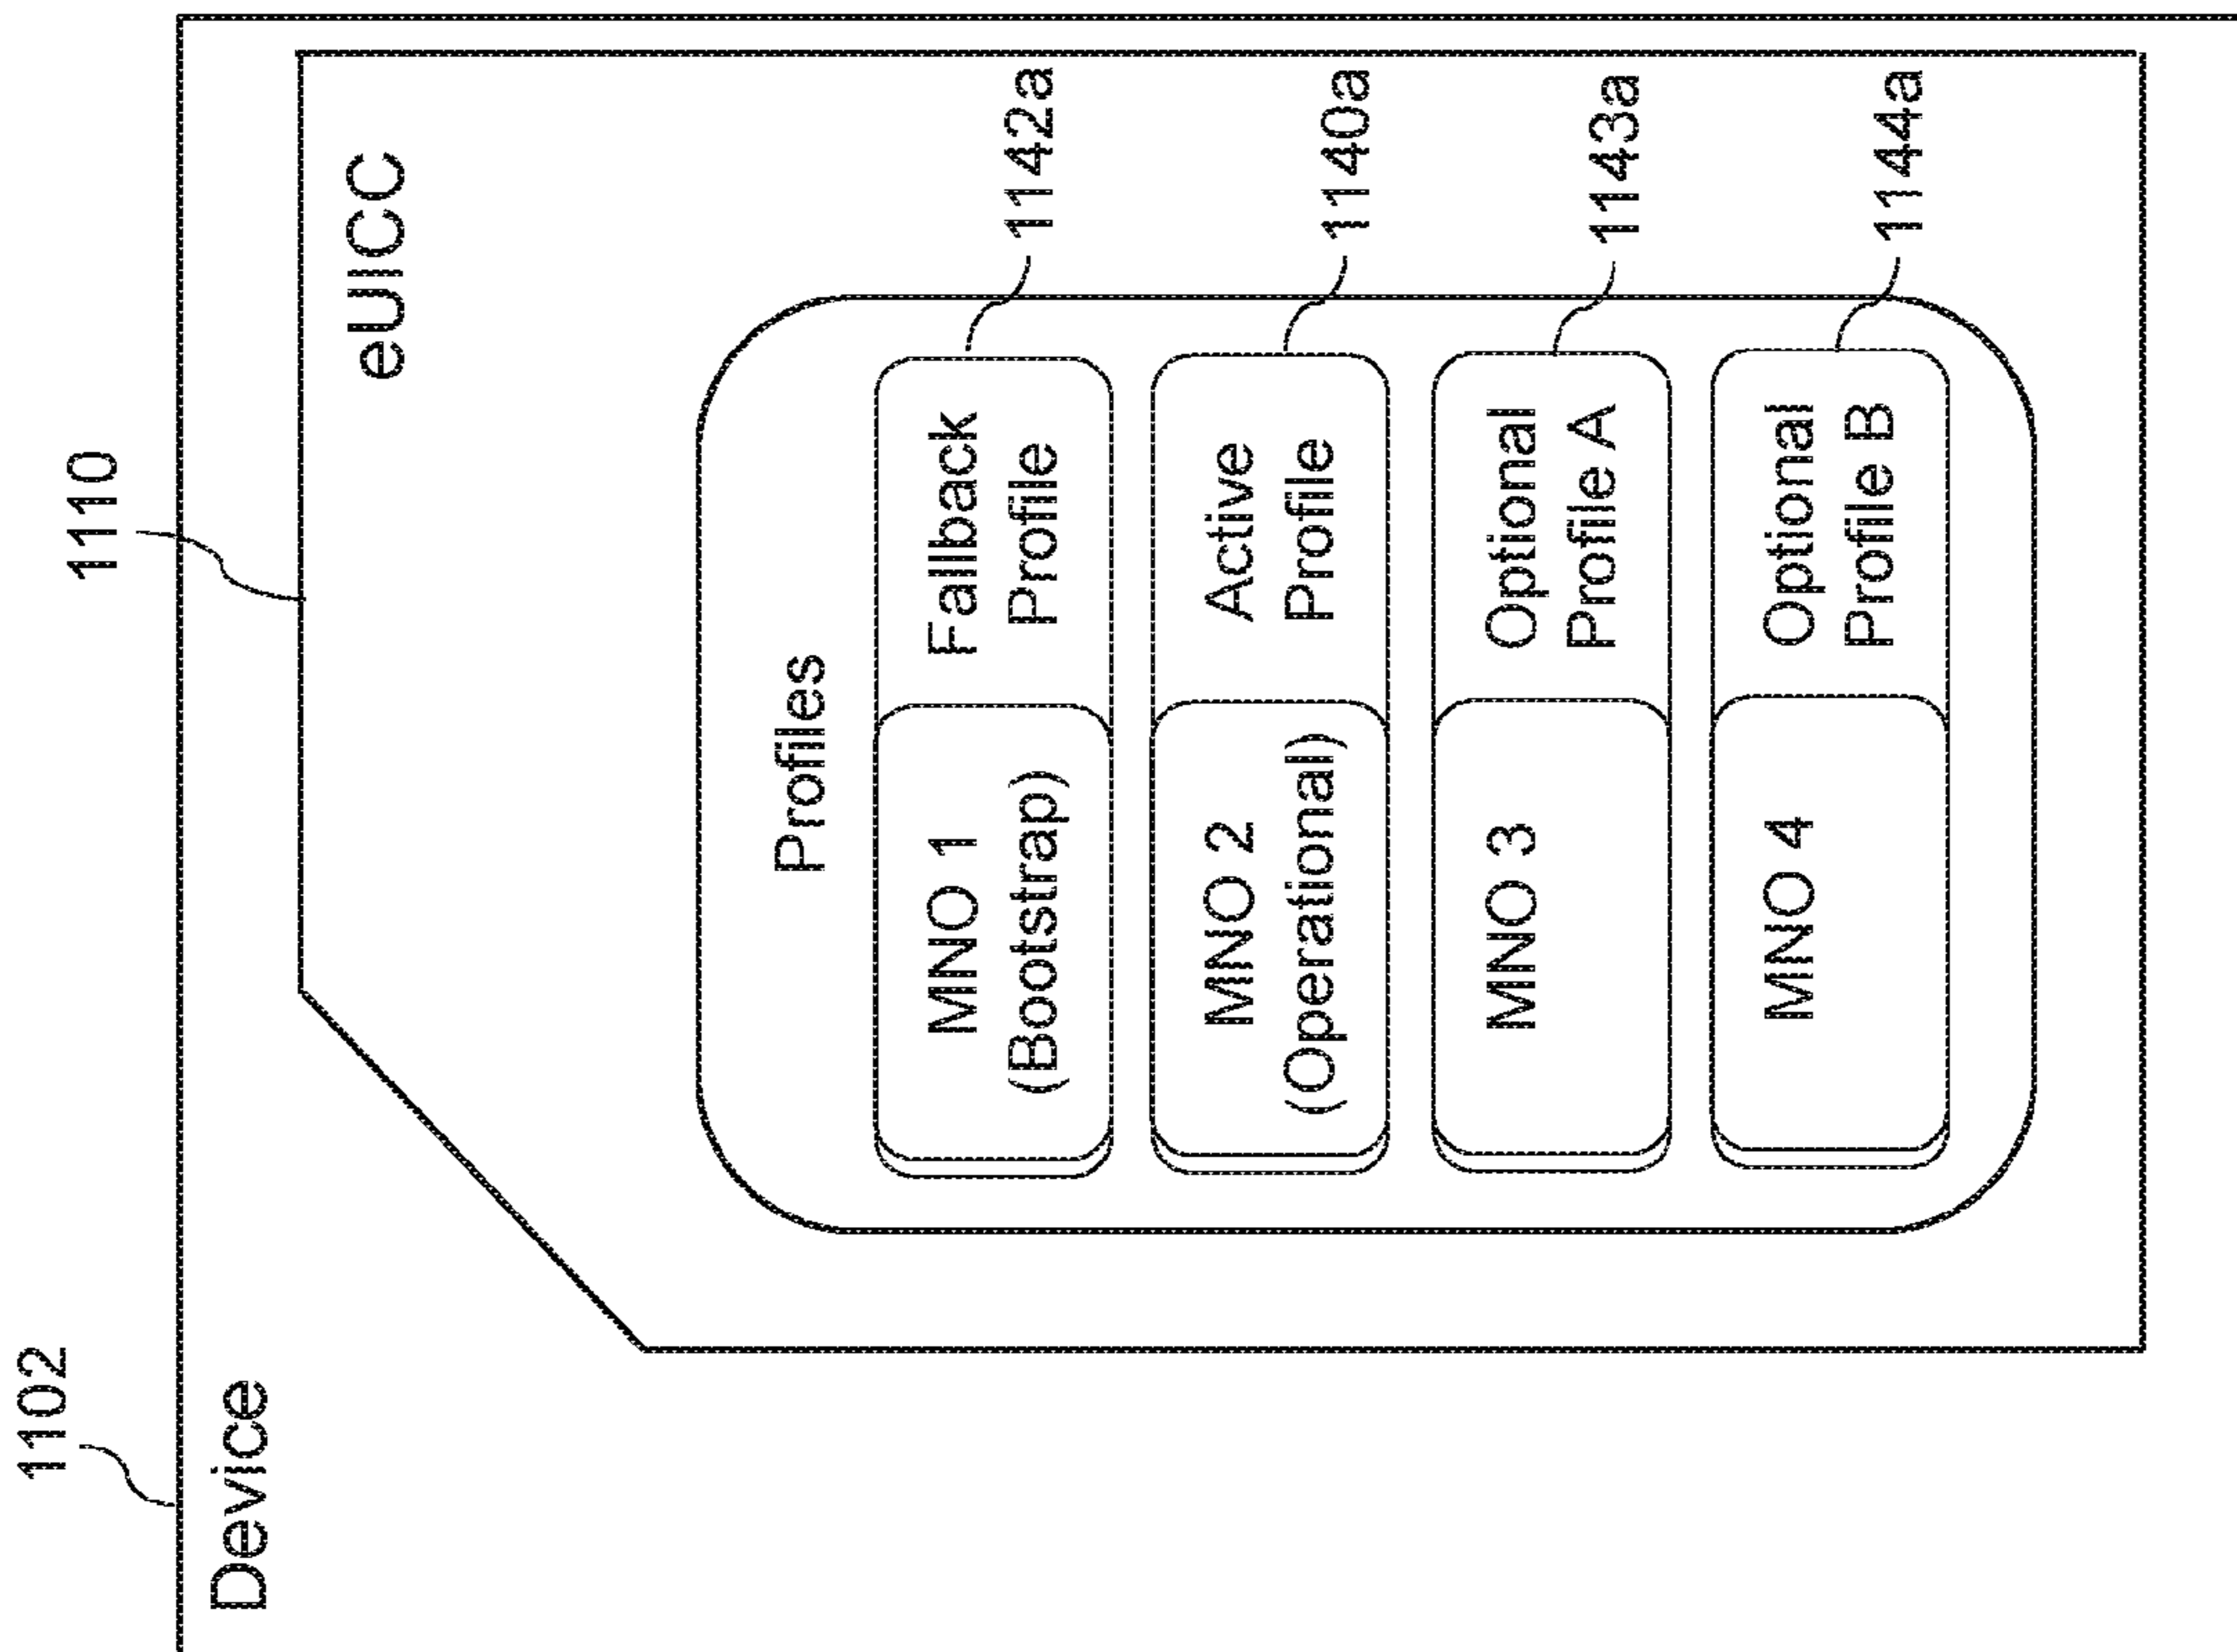 1102
Device
1110
eUICC
Profiles
MNO 1
(Bootstrap)
Fallback
Profile
1142a
MNO 2
(Operational)
Active
Profile
1140a
MNO 3
Optional
Profile A
1143a
MNO 4
Optional
Profile B
1144a